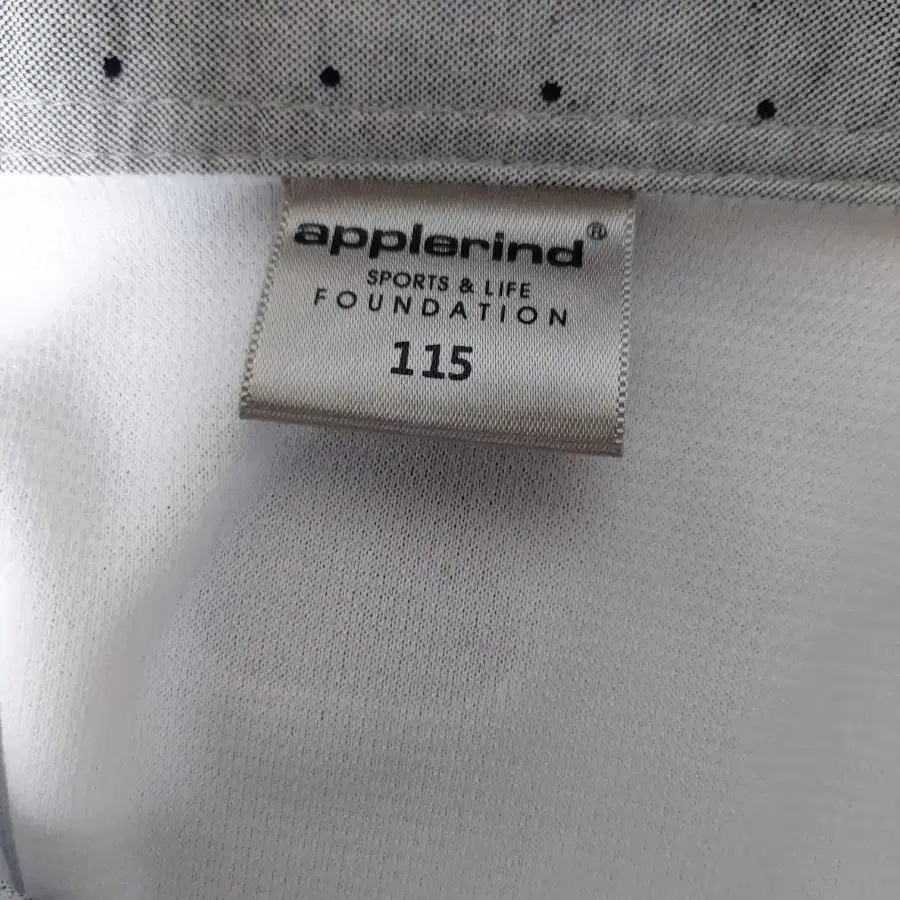 applerind®
SPORTS & LIFE
FOUNDATION
115